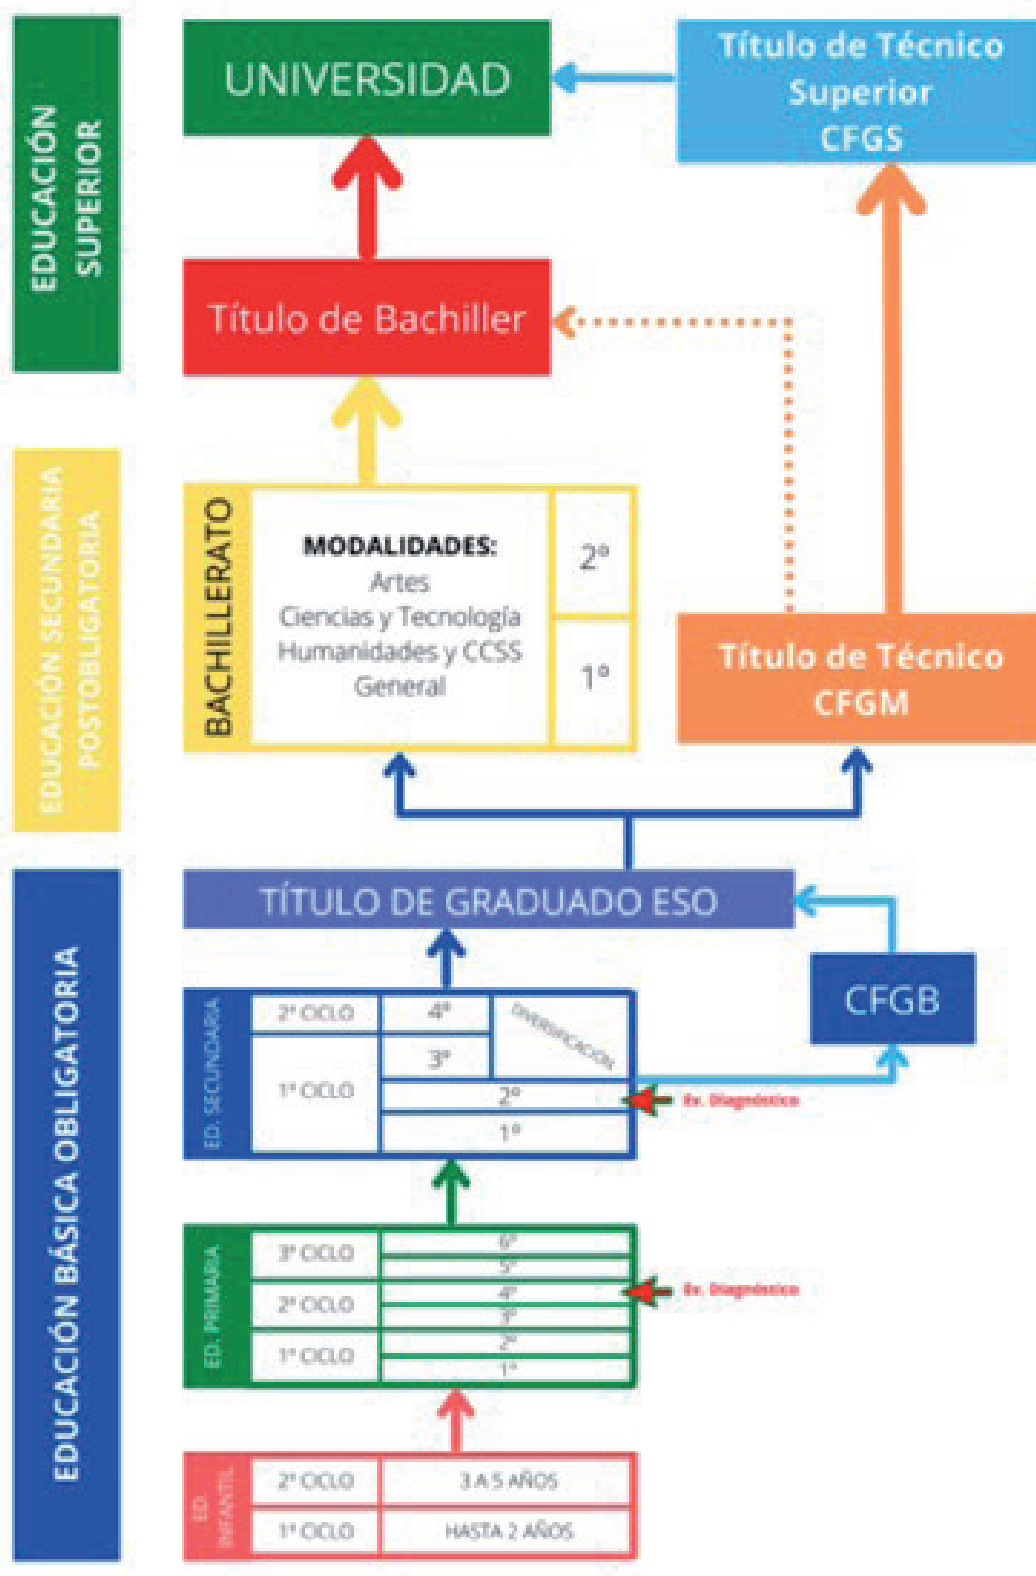 EDUCACIÓN
SUPERIOR
UNIVERSIDAD
Título de Técnico
Superior
CFGS
Título de Bachiller
EDUCACIÓN SECUNDARIA
POSTOBLIGATORIA
BACHILLERATO
MODALIDADES:
Artes
Ciencias y Tecnología
Humanidades y CCSS
General
2º
1º
Título de Técnico
CFGM
EDUCACIÓN BÁSICA OBLIGATORIA
TÍTULO DE GRADUADO ESO
CFGB
ED. SECUNDARIA
2º CICLO
4º
DIVERSIFICACIÓN
3º
1º CICLO
2º
Ev. Diagnóstico
1º
ED. PRIMARIA
3º CICLO
6º
5º
2º CICLO
4º
Ev. Diagnóstico
3º
1º CICLO
2º
1º
ED.
INFANTIL
2º CICLO
3 A 5 AÑOS
1º CICLO
HASTA 2 AÑOS